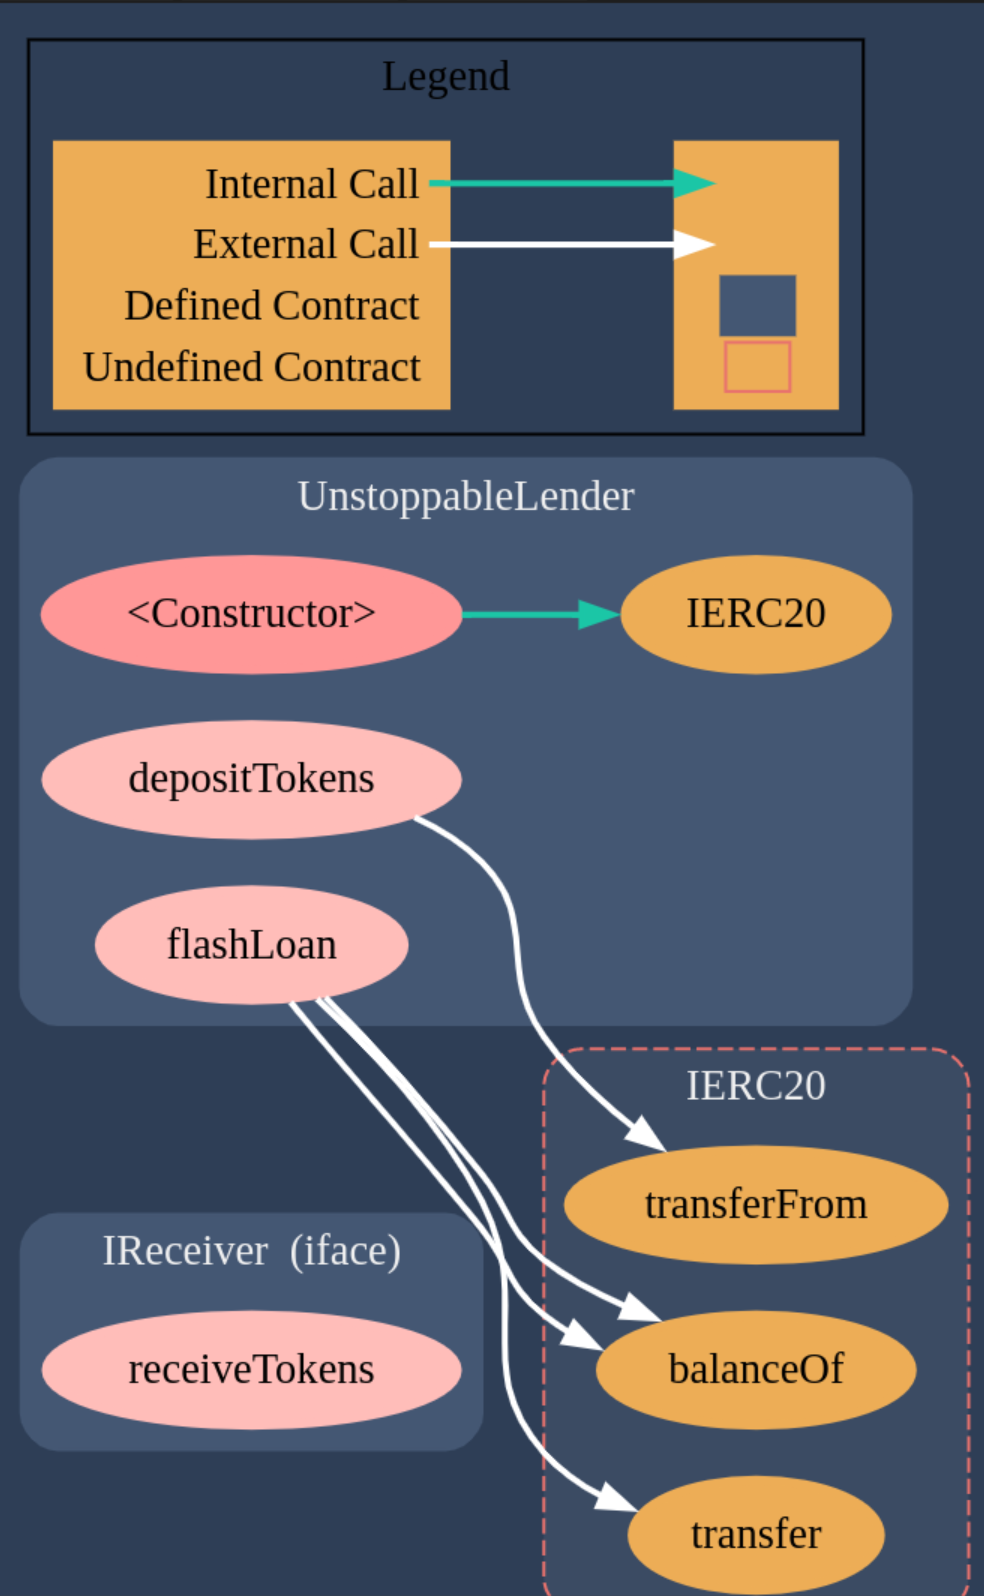 Legend
Internal Call
External Call
Defined Contract
Undefined Contract
UnstoppableLender
<Constructor>
IERC20
depositTokens
flashLoan
IERC20
transferFrom
IReceiver  (iface)
balanceOf
receiveTokens
transfer